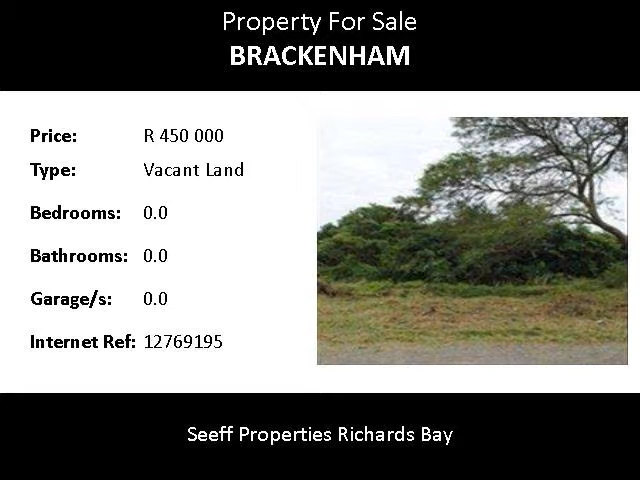 Property For Sale
BRACKENHAM
Price: R 450 000
Type: Vacant Land
Bedrooms: 0.0
Bathrooms: 0.0
Garage/s: 0.0
Internet Ref: 12769195
Seeff Properties Richards Bay